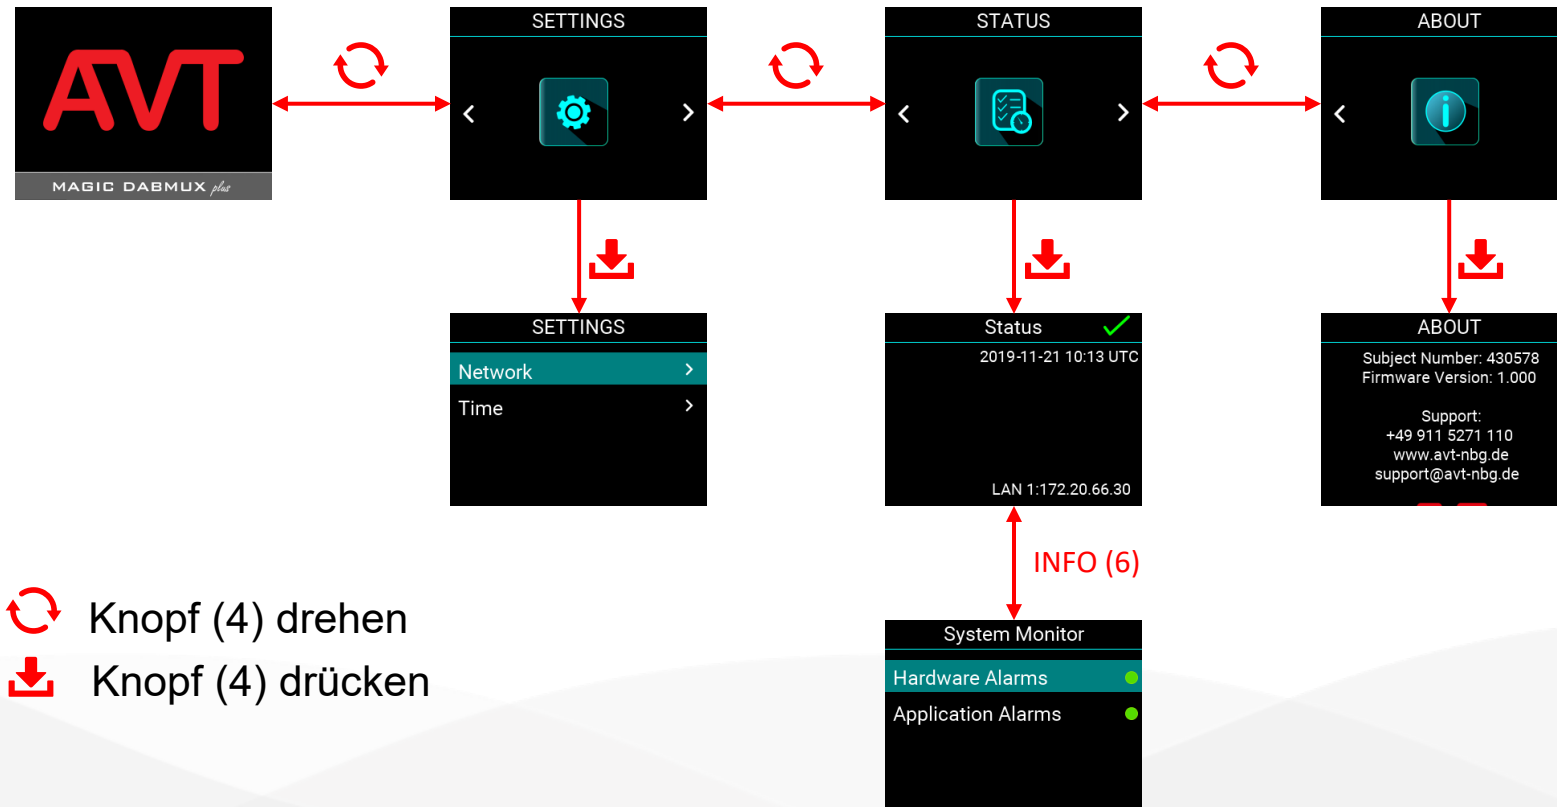 SETTINGS
STATUS
ABOUT
AVT
MAGIC DABMUX plus
SETTINGS
Network
Time
Status
2019-11-21 10:13 UTC
LAN 1:172.20.66.30
ABOUT
Subject Number: 430578
Firmware Version: 1.000
Support:
+49 911 5271 110
www.avt-nbg.de
support@avt-nbg.de
INFO (6)
System Monitor
Hardware Alarms
Application Alarms
Knopf (4) drehen
Knopf (4) drücken